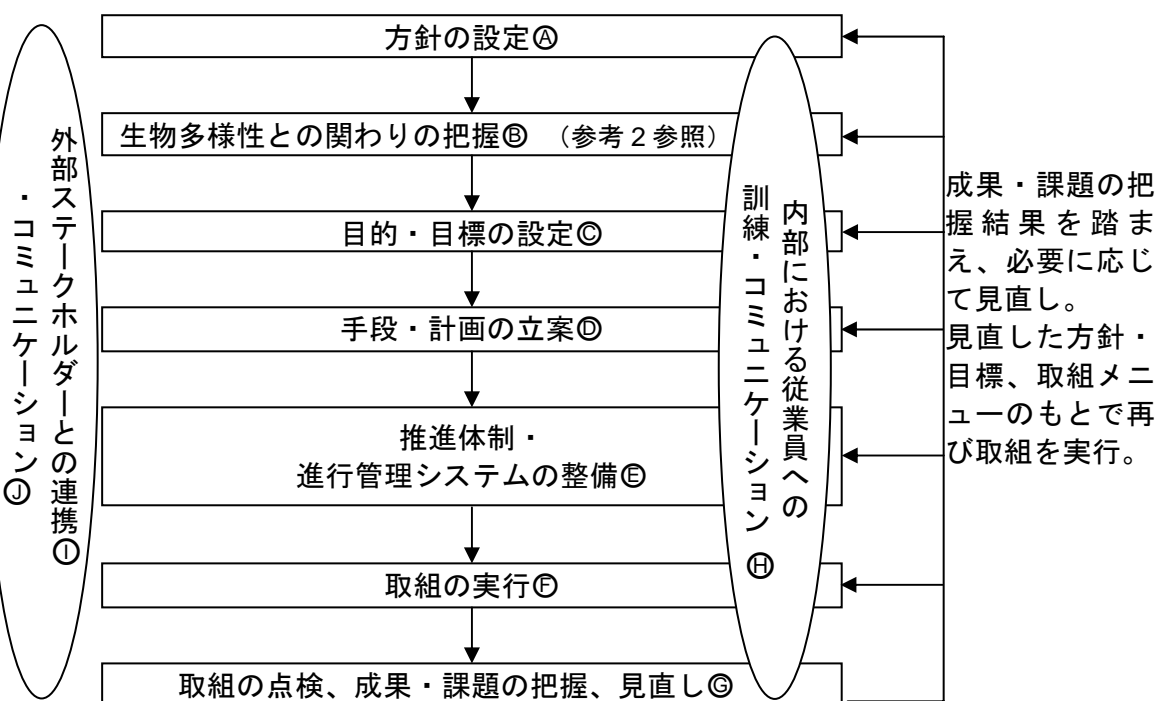 方針の設定Ⓐ
生物多様性との関わりの把握Ⓑ （参考２参照）
目的・目標の設定Ⓒ
手段・計画の立案Ⓓ
推進体制・
進行管理システムの整備Ⓔ
取組の実行Ⓕ
取組の点検、成果・課題の把握、見直しⒼ
外部ステークホルダーとの連携Ⓘ
・コミュニケーションⒿ
内部における従業員への
訓練・コミュニケーションⒽ
成果・課題の把
握結果を踏ま
え、必要に応じ
て見直し。
見直した方針・
目標、取組メニ
ューのもとで再
び取組を実行。